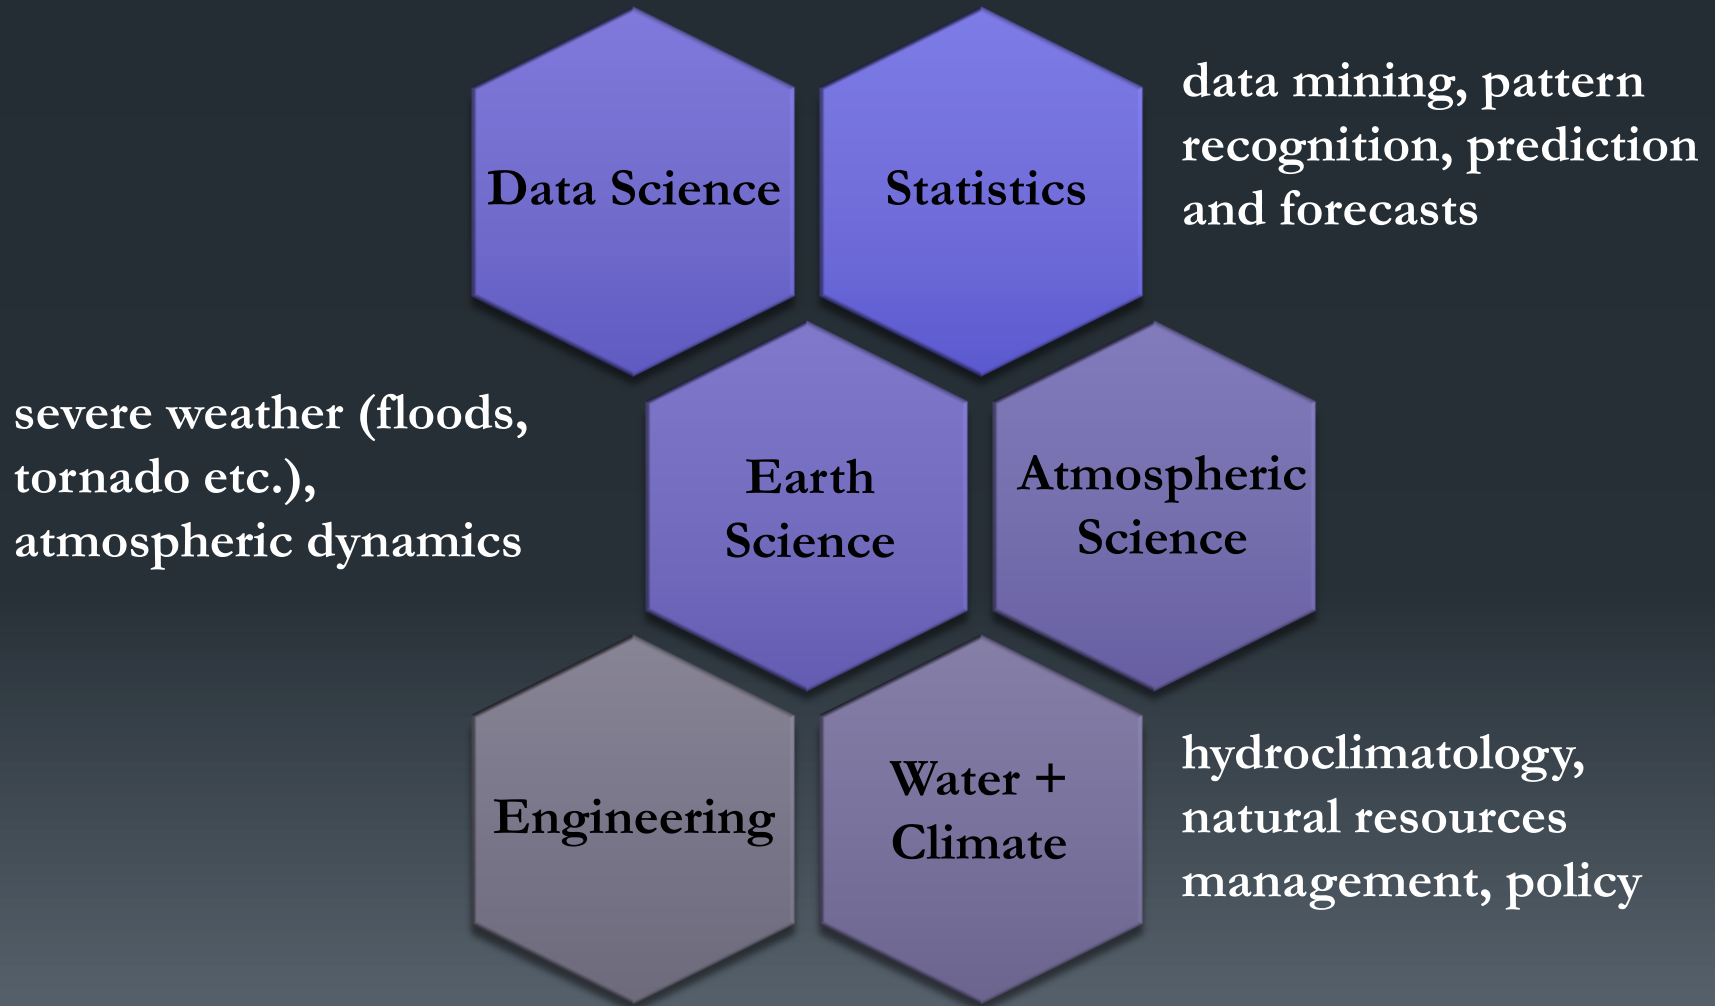 Data Science
Statistics
data mining, pattern
recognition, prediction
and forecasts
severe weather (floods,
tornado etc.),
atmospheric dynamics
Earth
Science
Atmospheric
Science
Engineering
Water +
Climate
hydroclimatology,
natural resources
management, policy